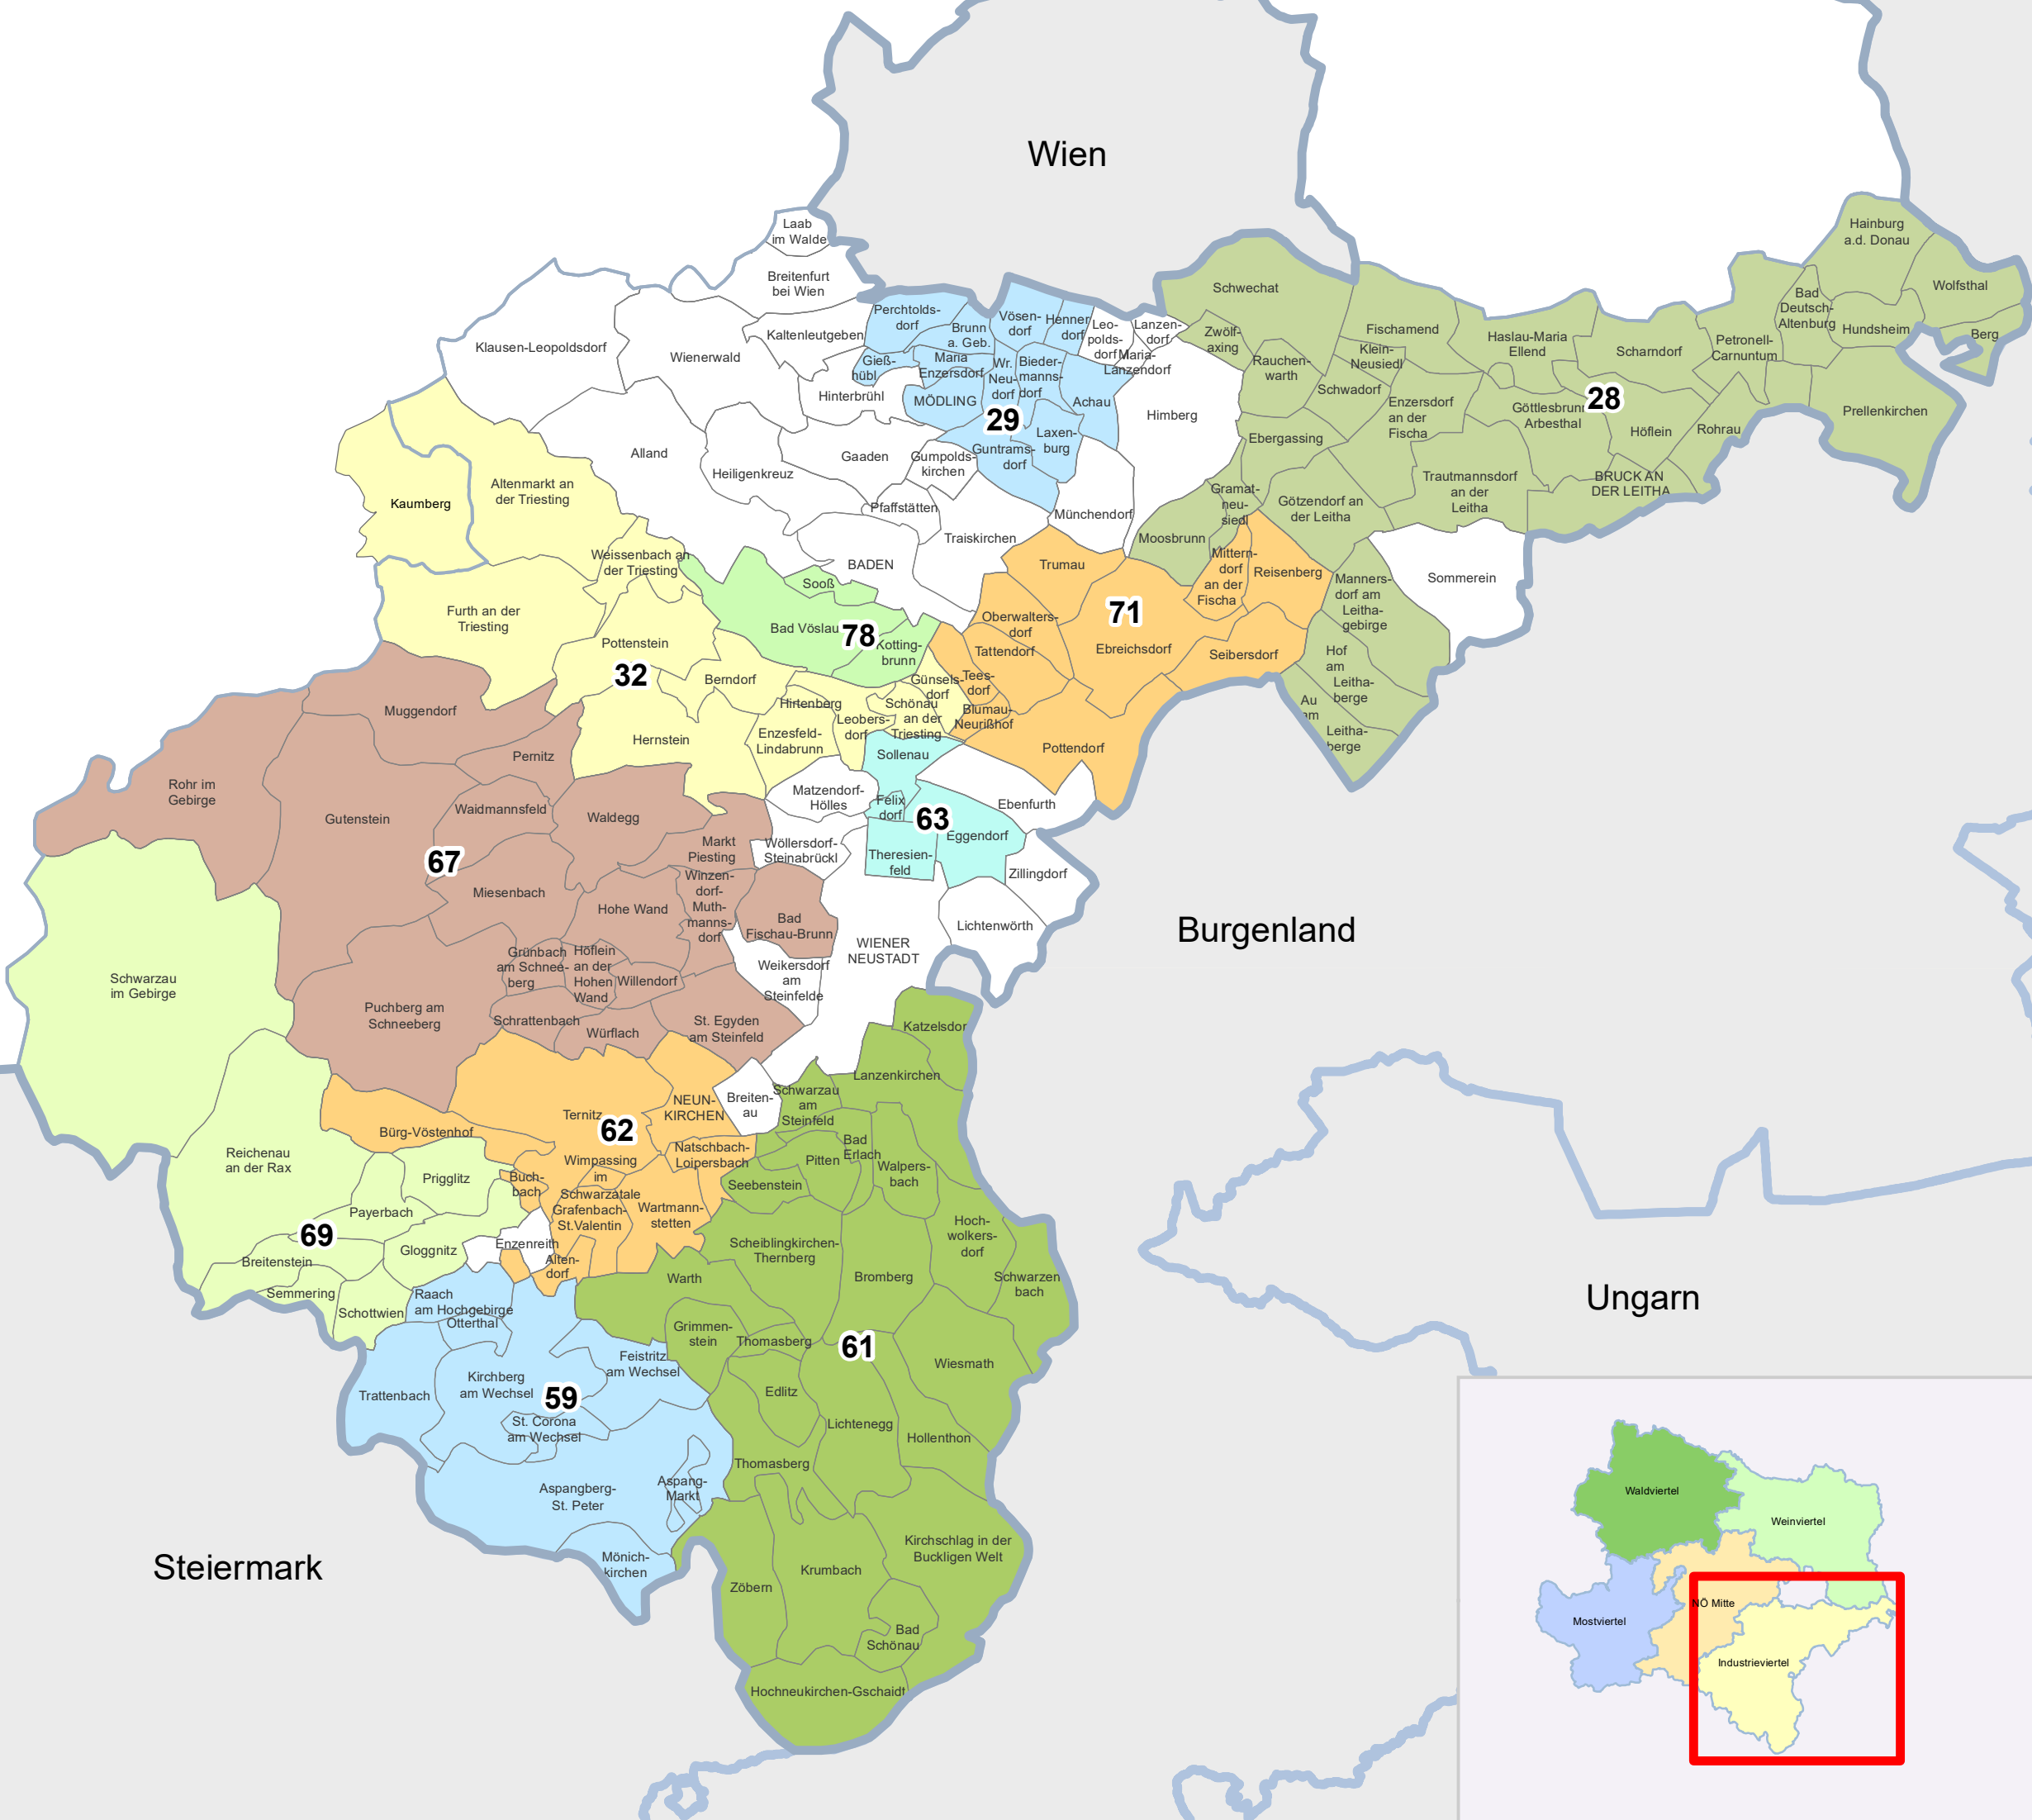 Wien
Laab
im Walde
Breitenfurt
bei Wien
Kaltenleutgeben
Klausen-Leopoldsdorf
Wienerwald
Hinterbrühl
Perchtolds-
dorf
Brunn
a. Geb.
Vösen-
dorf
Henner
dorf
Leo-
polds-
dorf
Lanzen-
dorf
Maria-
Lanzendorf
Gieß-
hübl
Maria
Enzersdorf
Wr.
Neu-
dorf
Bieder-
manns-
dorf
MÖDLING
Achau
29
Laxen-
burg
Guntrams-
dorf
Himberg
Schwechat
Zwölf-
axing
Rauchen-
warth
Fischamend
Klein-
Neusiedl
Schwadorf
Enzersdorf
an der
Fischa
Ebergassing
Haslau-Maria
Ellend
Scharndorf
28
Göttlesbrunn
Arbesthal
Höflein
Rohrau
Petronell-
Carnuntum
Bad
Deutsch-
Altenburg
Hainburg
a.d. Donau
Wolfsthal
Hundsheim
Berg
Prellenkirchen
BRUCK AN
DER LEITHA
Trautmannsdorf
an der
Leitha
Götzendorf an
der Leitha
Gramat-
neu-
siedl
Moosbrunn
Sommerein
Manners-
dorf am
Leitha-
gebirge
Hof
am
Leitha-
berge
Au
am
Leitha-
berge
Alland
Heiligenkreuz
Gaaden
Gumpolds-
kirchen
Pfaffstätten
Münchendorf
Traiskirchen
BADEN
Kaumberg
Altenmarkt an
der Triesting
Weissenbach an
der Triesting
Furth an der
Triesting
Pottenstein
32
Berndorf
Hernstein
Hirtenberg
Enzesfeld-
Lindabrunn
Leobers-
dorf
Schönau
an der
Triesting
Günsels-
dorf
Sooß
Bad Vöslau
78
Kotting-
brunn
Trumau
71
Mittern-
dorf
an der
Fischa
Reisenberg
Oberwalters-
dorf
Tattendorf
Ebreichsdorf
Seibersdorf
Tees-
dorf
Blumau-
Neurißhof
Pottendorf
Sollenau
Matzendorf-
Hölles
Felix
dorf
63
Eggendorf
Theresien-
feld
Ebenfurth
Zillingdorf
Lichtenwörth
Wöllersdorf-
Steinabrückl
WIENER
NEUSTADT
Weikersdorf
am
Steinfelde
Muggendorf
Pernitz
Rohr im
Gebirge
Gutenstein
Waidmannsfeld
Waldegg
67
Markt
Piesting
Miesenbach
Hohe Wand
Winzen-
dorf-
Muth-
manns-
dorf
Bad
Fischau-Brunn
Grünbach
am Schnee-
berg
Höflein
an der
Hohen
Wand
Willendorf
Puchberg am
Schneeberg
Schrattenbach
Würflach
St. Egyden
am Steinfeld
Schwarzau
im Gebirge
Reichenau
an der Rax
Prigglitz
Payerbach
69
Gloggnitz
Breitenstein
Semmering
Schottwien
Bürg-Vöstenhof
Ternitz
62
NEUN-
KIRCHEN
Natschbach-
Loipersbach
Wimpassing
im
Schwarzatale
Buch-
bach
Grafenbach-
St.Valentin
Wartmann-
stetten
Enzenreith
Alten-
dorf
Breiten-
au
Katzelsdor
Lanzenkirchen
Schwarzau
am
Steinfeld
Bad
Erlach
Pitten
Walpers-
bach
Seebenstein
Scheiblingkirchen-
Thernberg
Hoch-
wolkers-
dorf
Schwarzen
bach
Bromberg
Warth
Grimmen-
stein
Thomasberg
61
Wiesmath
Edlitz
Lichtenegg
Hollenthon
Thomasberg
Kirchschlag in der
Buckligen Welt
Krumbach
Zöbern
Bad
Schönau
Hochneukirchen-Gschaidt
Raach
am Hochgebirge
Otterthal
Trattenbach
Kirchberg
am Wechsel
59
Feistritz
am Wechsel
St. Corona
am Wechsel
Aspangberg-
St. Peter
Aspang-
Markt
Mönich-
kirchen
Burgenland
Ungarn
Steiermark
Waldviertel
Weinviertel
NÖ Mitte
Mostviertel
Industrieviertel